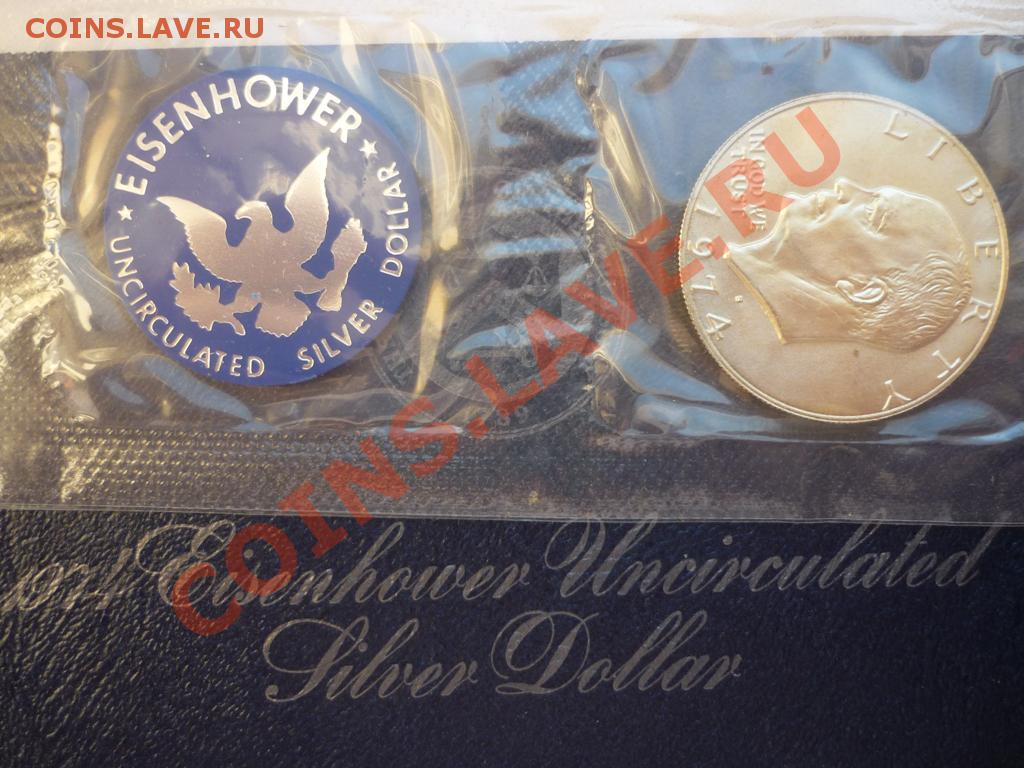 COINS.LAVE.RU
EISENHOWER
UNCIRCULATED SILVER DOLLAR
LIBERTY
IN GOD WE
TRUST
1974
S
COINS.LAVE.RU
1974 Eisenhower Uncirculated
Silver Dollar